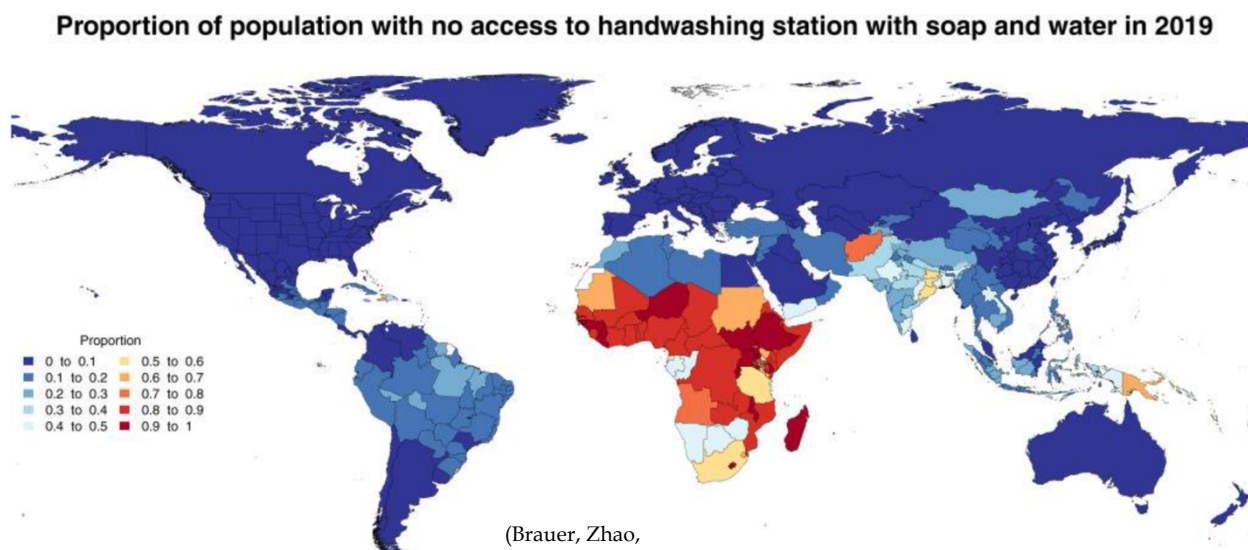 Proportion of population with no access to handwashing station with soap and water in 2019
Proportion
0 to 0.1
0.1 to 0.2
0.2 to 0.3
0.3 to 0.4
0.4 to 0.5
0.5 to 0.6
0.6 to 0.7
0.7 to 0.8
0.8 to 0.9
0.9 to 1
(Brauer, Zhao,